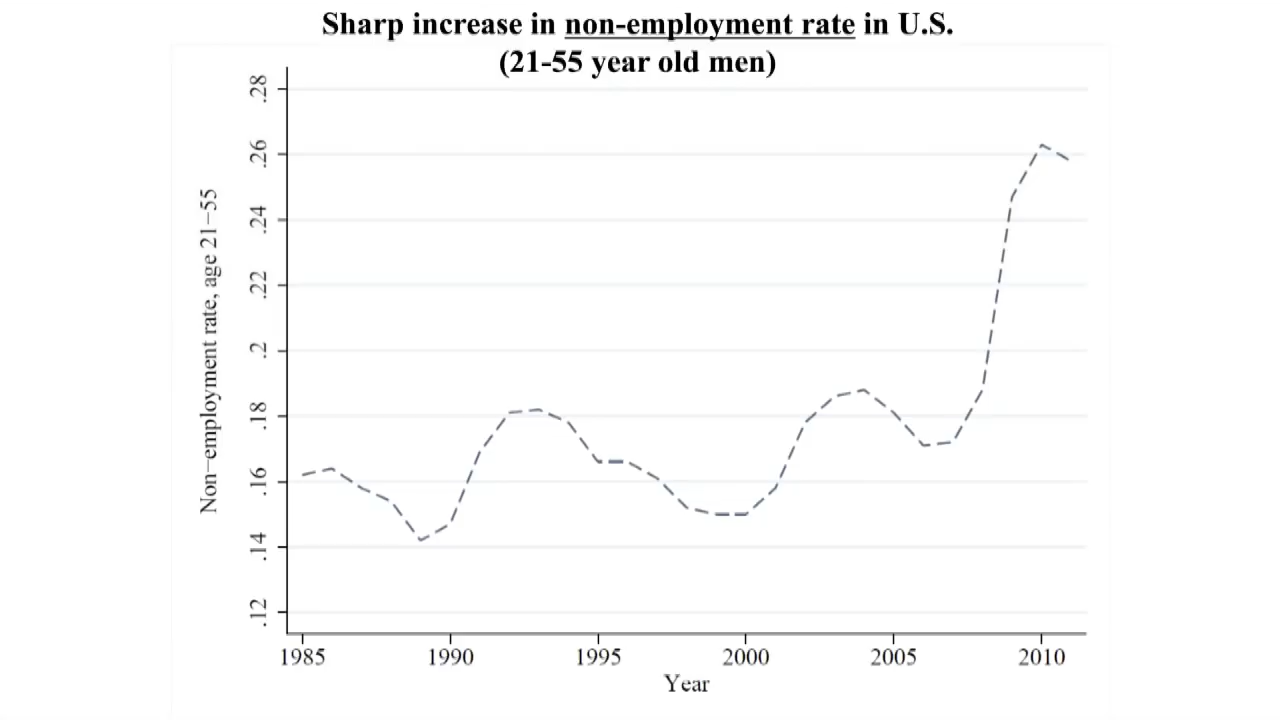 Sharp increase in non-employment rate in U.S.
(21-55 year old men)
Non−employment rate, age 21−55
.28
.26
.24
.22
.2
.18
.16
.14
.12
1985 1990 1995 2000 2005 2010
Year